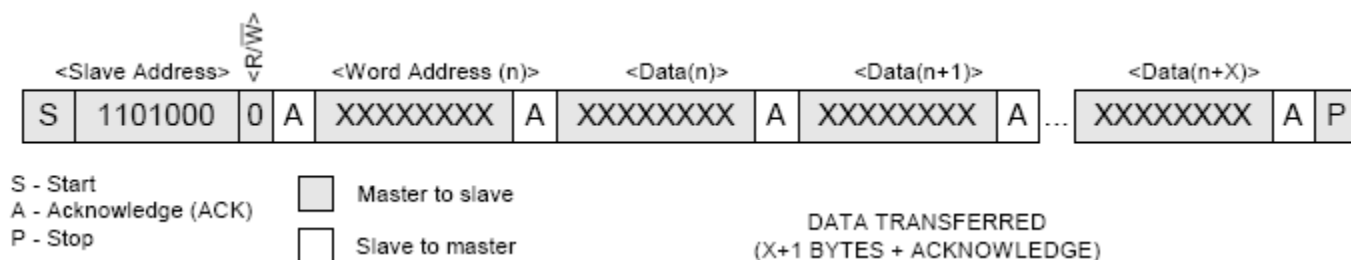 <Slave Address> <R/W̅> <Word Address (n)> <Data(n)> <Data(n+1)> <Data(n+X)>
S 1101000 0 A XXXXXXXX A XXXXXXXX A XXXXXXXX A ... XXXXXXXX A P
S - Start
A - Acknowledge (ACK)
P - Stop
Master to slave
Slave to master
DATA TRANSFERRED
(X+1 BYTES + ACKNOWLEDGE)